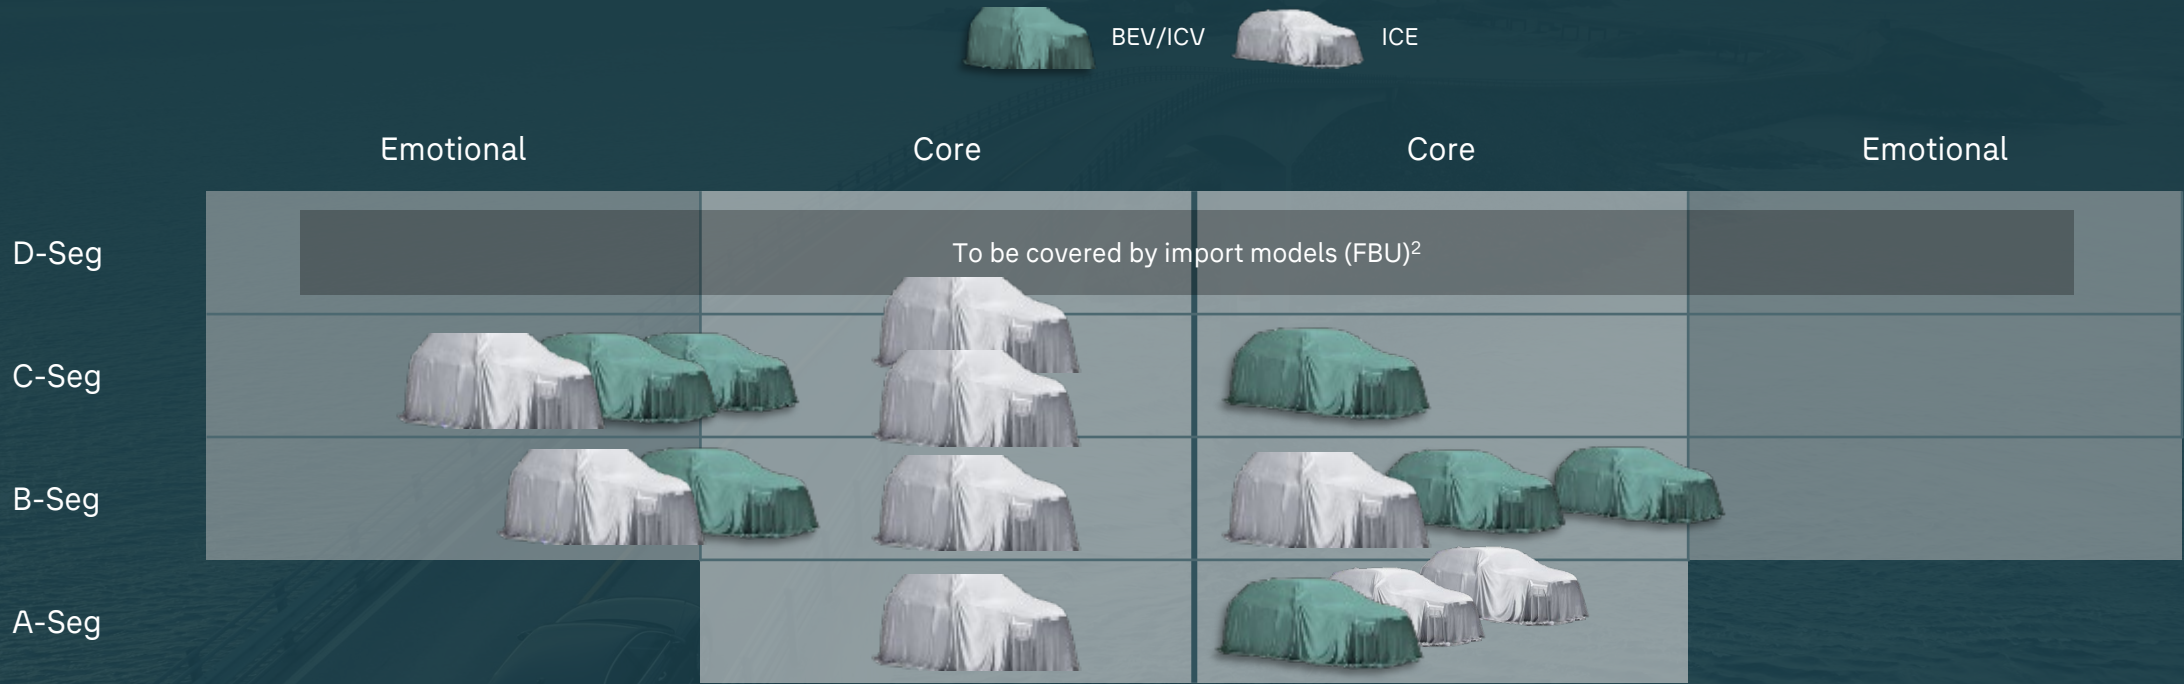 BEV/ICV
ICE
Emotional
Core
Core
Emotional
D-Seg
To be covered by import models (FBU)²
C-Seg
B-Seg
A-Seg